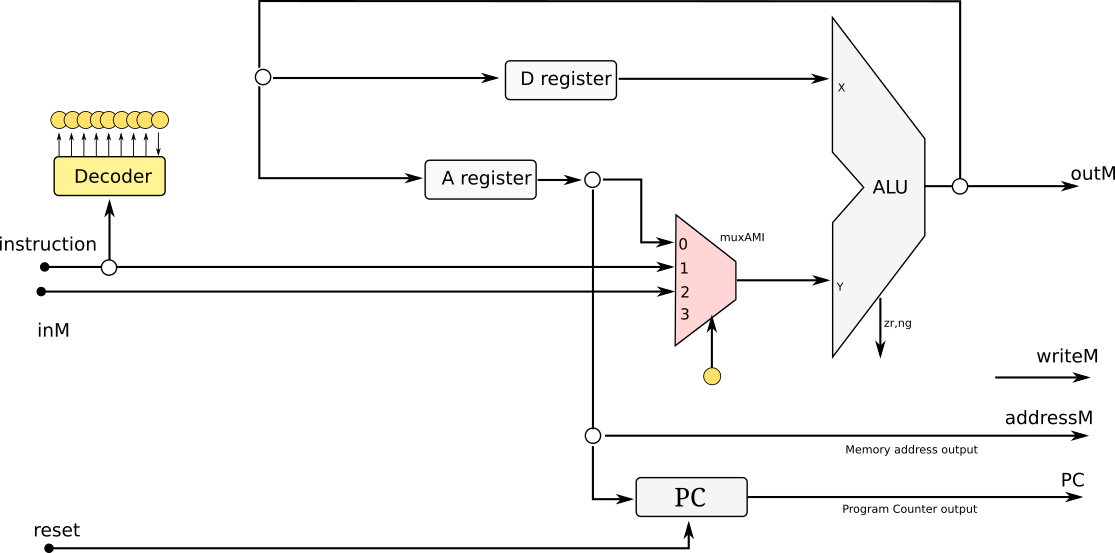 D register
X
Decoder
A register
ALU
outM
instruction
muxAMI
0
1
2
3
Y
inM
zr,ng
writeM
addressM
Memory address output
PC
PC
Program Counter output
reset